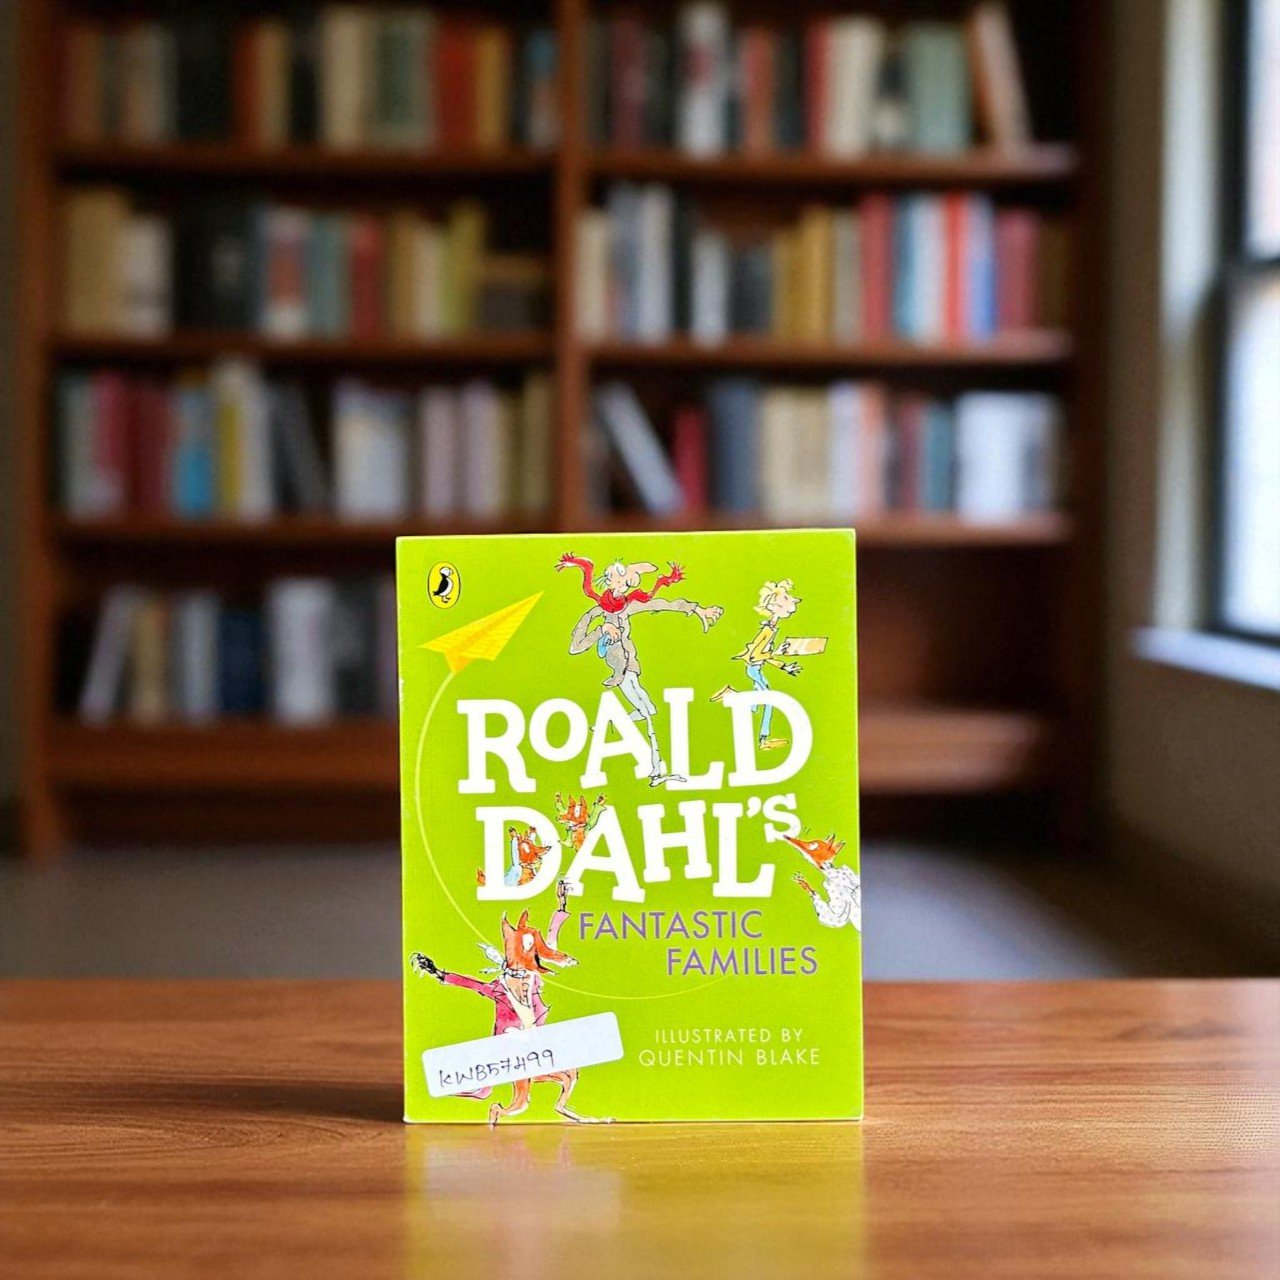 ROALD
DAHL'S
FANTASTIC
FAMILIES
ILLUSTRATED BY
QUENTIN BLAKE
KWB57499